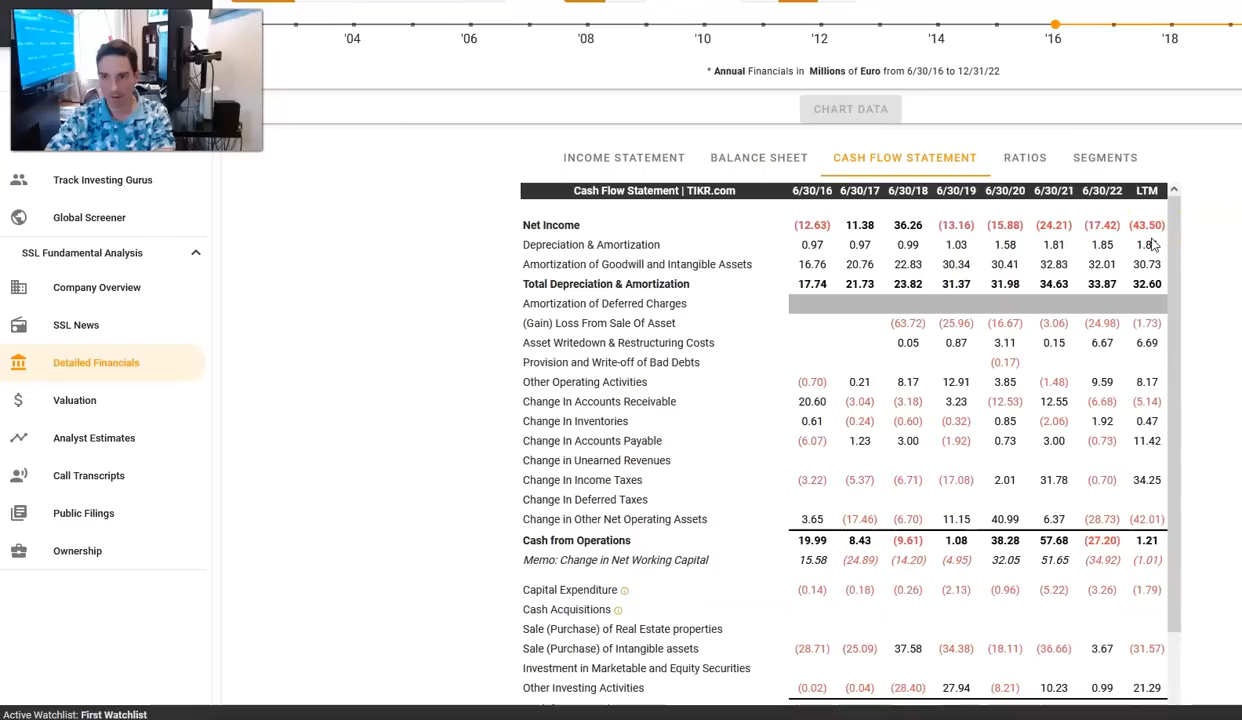 '04 '06 '08 '10 '12 '14 '16 '18
* Annual Financials in Millions of Euro from 6/30/16 to 12/31/22
CHART DATA
INCOME STATEMENT BALANCE SHEET CASH FLOW STATEMENT RATIOS SEGMENTS
Track Investing Gurus
Global Screener
SSL Fundamental Analysis
Company Overview
SSL News
Detailed Financials
Valuation
Analyst Estimates
Call Transcripts
Public Filings
Ownership
Cash Flow Statement | TIKR.com 6/30/16 6/30/17 6/30/18 6/30/19 6/30/20 6/30/21 6/30/22 LTM
Net Income (12.63) 11.38 36.26 (13.16) (15.88) (24.21) (17.42) (43.50)
Depreciation & Amortization 0.97 0.97 0.99 1.03 1.58 1.81 1.85
Amortization of Goodwill and Intangible Assets 16.76 20.76 22.83 30.34 30.41 32.83 32.01 30.73
Total Depreciation & Amortization 17.74 21.73 23.82 31.37 31.98 34.63 33.87 32.60
Amortization of Deferred Charges
(Gain) Loss From Sale Of Asset (63.72) (25.96) (16.67) (3.06) (24.98) (1.73)
Asset Writedown & Restructuring Costs 0.05 0.87 3.11 0.15 6.67 6.69
Provision and Write-off of Bad Debts (0.17)
Other Operating Activities (0.70) 0.21 8.17 12.91 3.85 (1.48) 9.59 8.17
Change In Accounts Receivable 20.60 (3.04) (3.18) 3.23 (12.53) 12.55 (6.68) (5.14)
Change In Inventories 0.61 (0.24) (0.60) (0.32) 0.85 (2.06) 1.92 0.47
Change In Accounts Payable (6.07) 1.23 3.00 (1.92) 0.73 3.00 (0.73) 11.42
Change in Unearned Revenues
Change in Income Taxes (3.22) (5.37) (6.71) (17.08) 2.01 31.78 (0.70) 34.25
Change In Deferred Taxes
Change in Other Net Operating Assets 3.65 (17.46) (6.70) 11.15 40.99 6.37 (28.73) (42.01)
Cash from Operations 19.99 8.43 (9.61) 1.08 38.28 57.68 (27.20) 1.21
Memo: Change in Net Working Capital 15.58 (24.89) (14.20) (4.95) 32.05 51.65 (34.92) (1.01)
Capital Expenditure (0.14) (0.18) (0.26) (2.13) (0.96) (5.22) (3.26) (1.79)
Cash Acquisitions
Sale (Purchase) of Real Estate properties
Sale (Purchase) of Intangible assets (28.71) (25.09) 37.58 (34.38) (18.11) (36.66) 3.67 (31.57)
Investment in Marketable and Equity Securities
Other Investing Activities (0.02) (0.04) (28.40) 27.94 (8.21) 10.23 0.99 21.29
Active Watchlist: First Watchlist